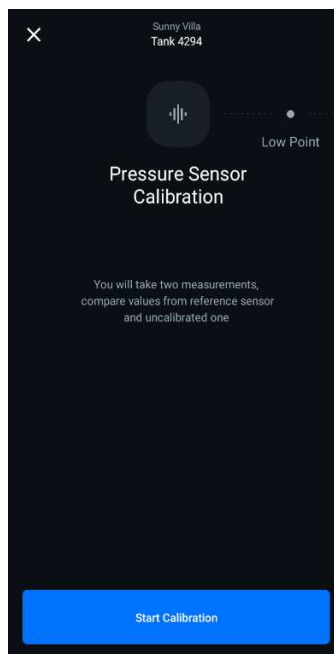 Sunny Villa
Tank 4294
Low Point
Pressure Sensor
Calibration
You will take two measurements,
compare values from reference sensor
and uncalibrated one
Start Calibration